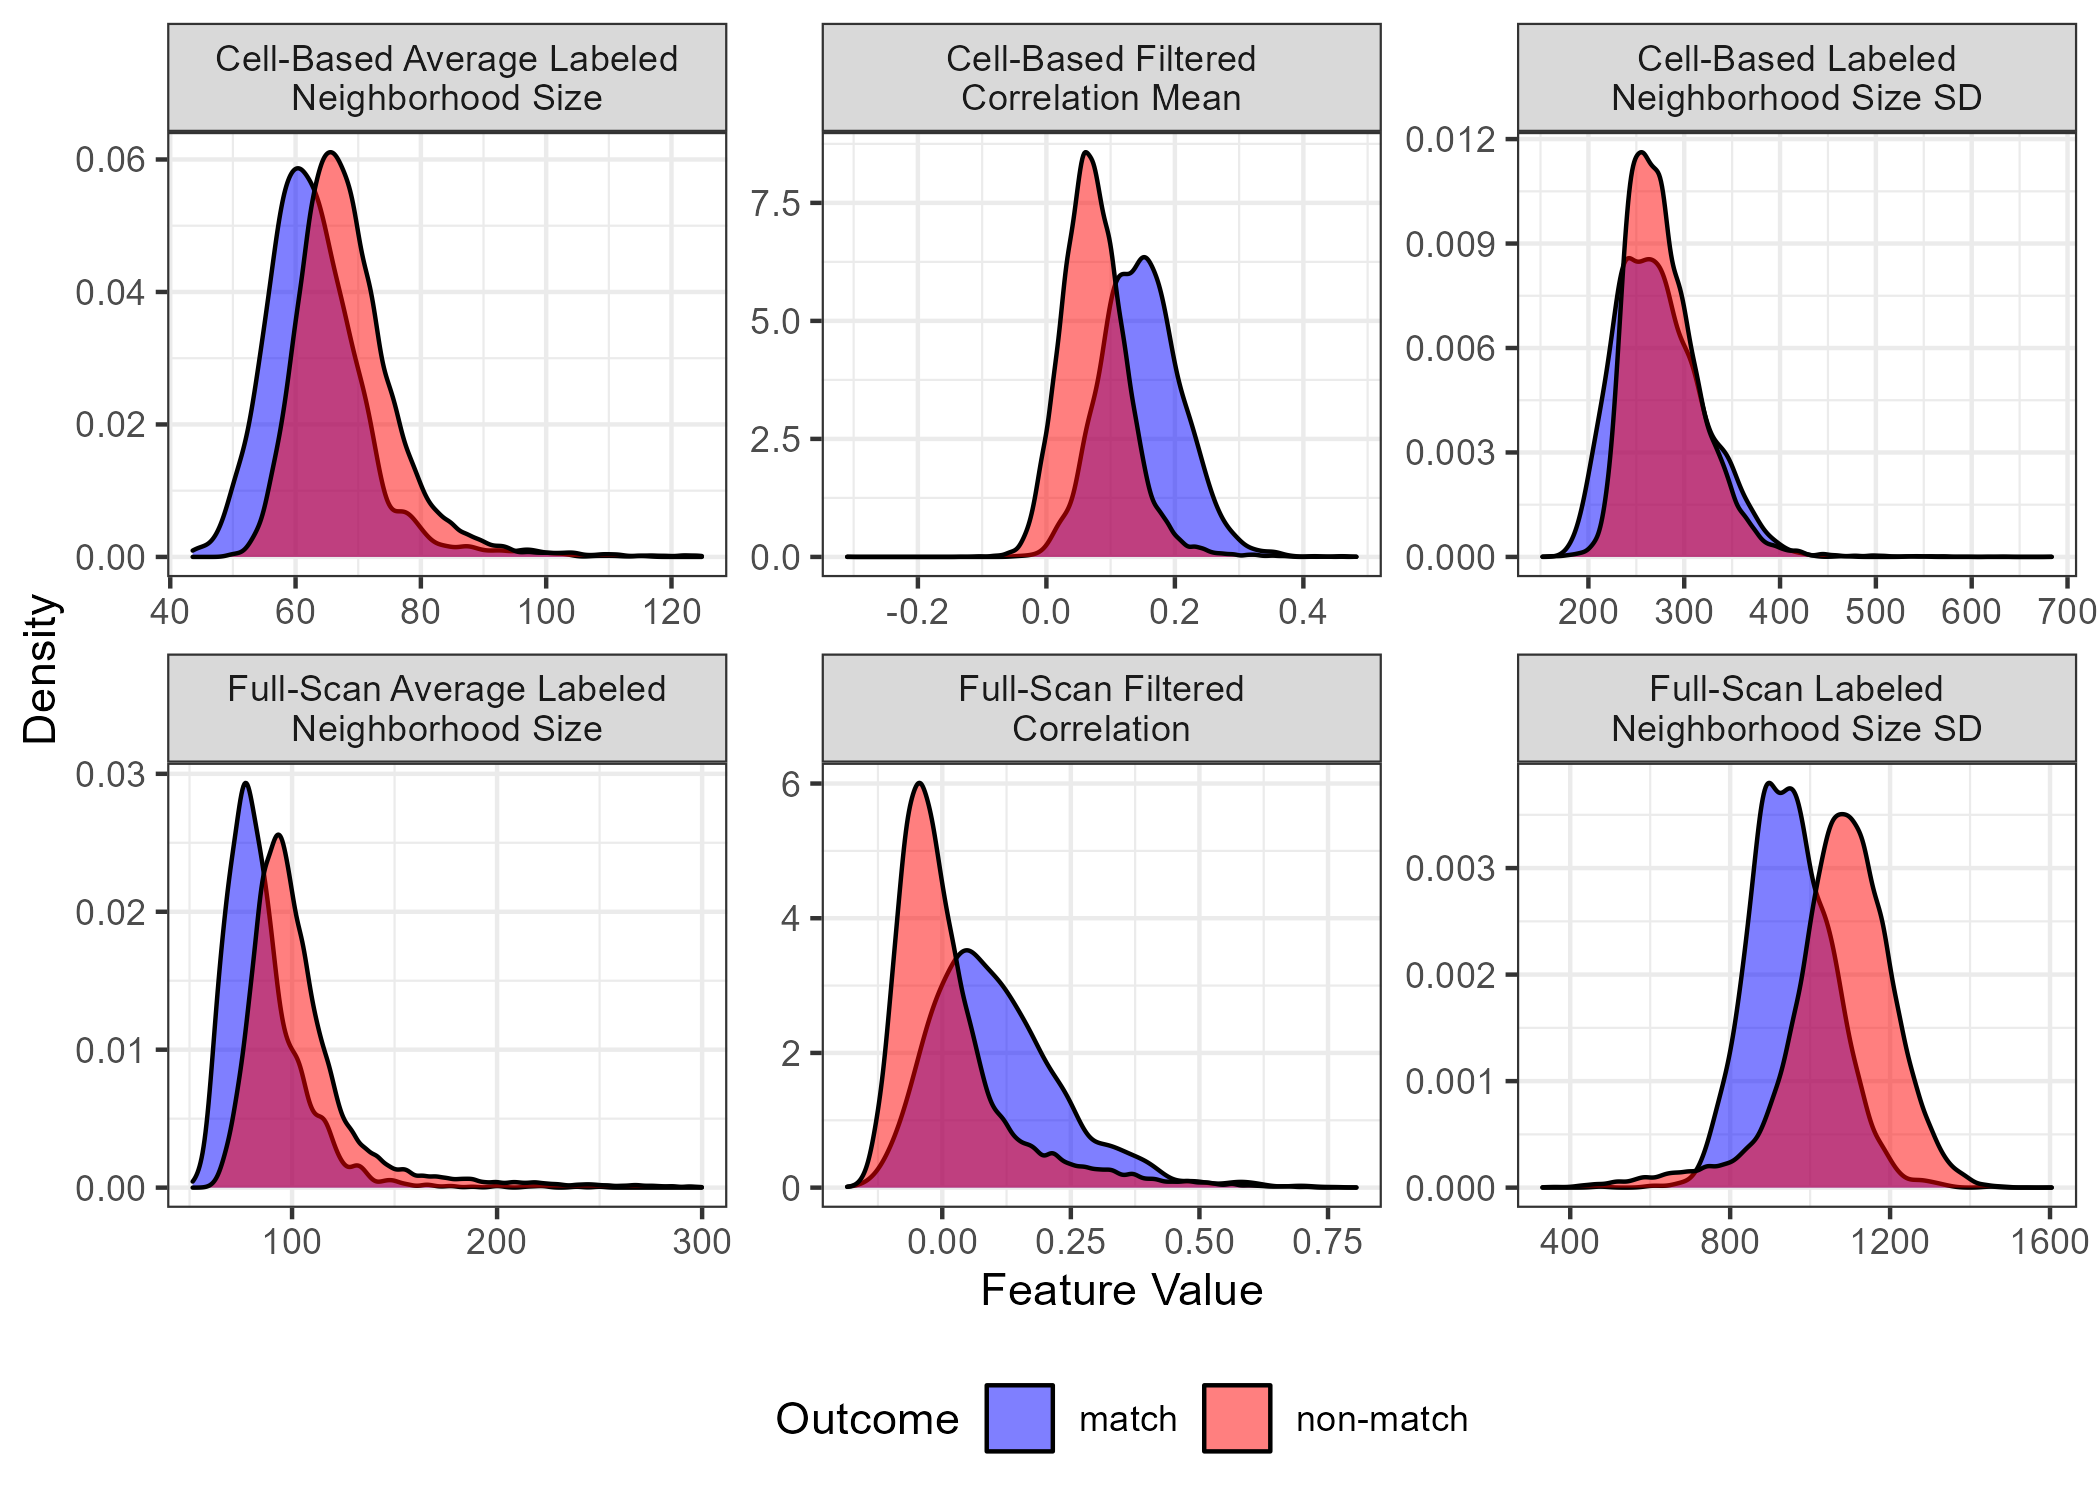 Cell-Based Average Labeled
Neighborhood Size
Cell-Based Filtered
Correlation Mean
Cell-Based Labeled
Neighborhood Size SD
0.06
0.04
0.02
0.00
40 60 80 100 120
7.5
5.0
2.5
0.0
-0.2 0.0 0.2 0.4
0.012
0.009
0.006
0.003
0.000
200 300 400 500 600 700
Density
Full-Scan Average Labeled
Neighborhood Size
Full-Scan Filtered
Correlation
Full-Scan Labeled
Neighborhood Size SD
0.03
0.02
0.01
0.00
100 200 300
6
4
2
0
0.00 0.25 0.50 0.75
0.003
0.002
0.001
0.000
400 800 1200 1600
Feature Value
Outcome match non-match